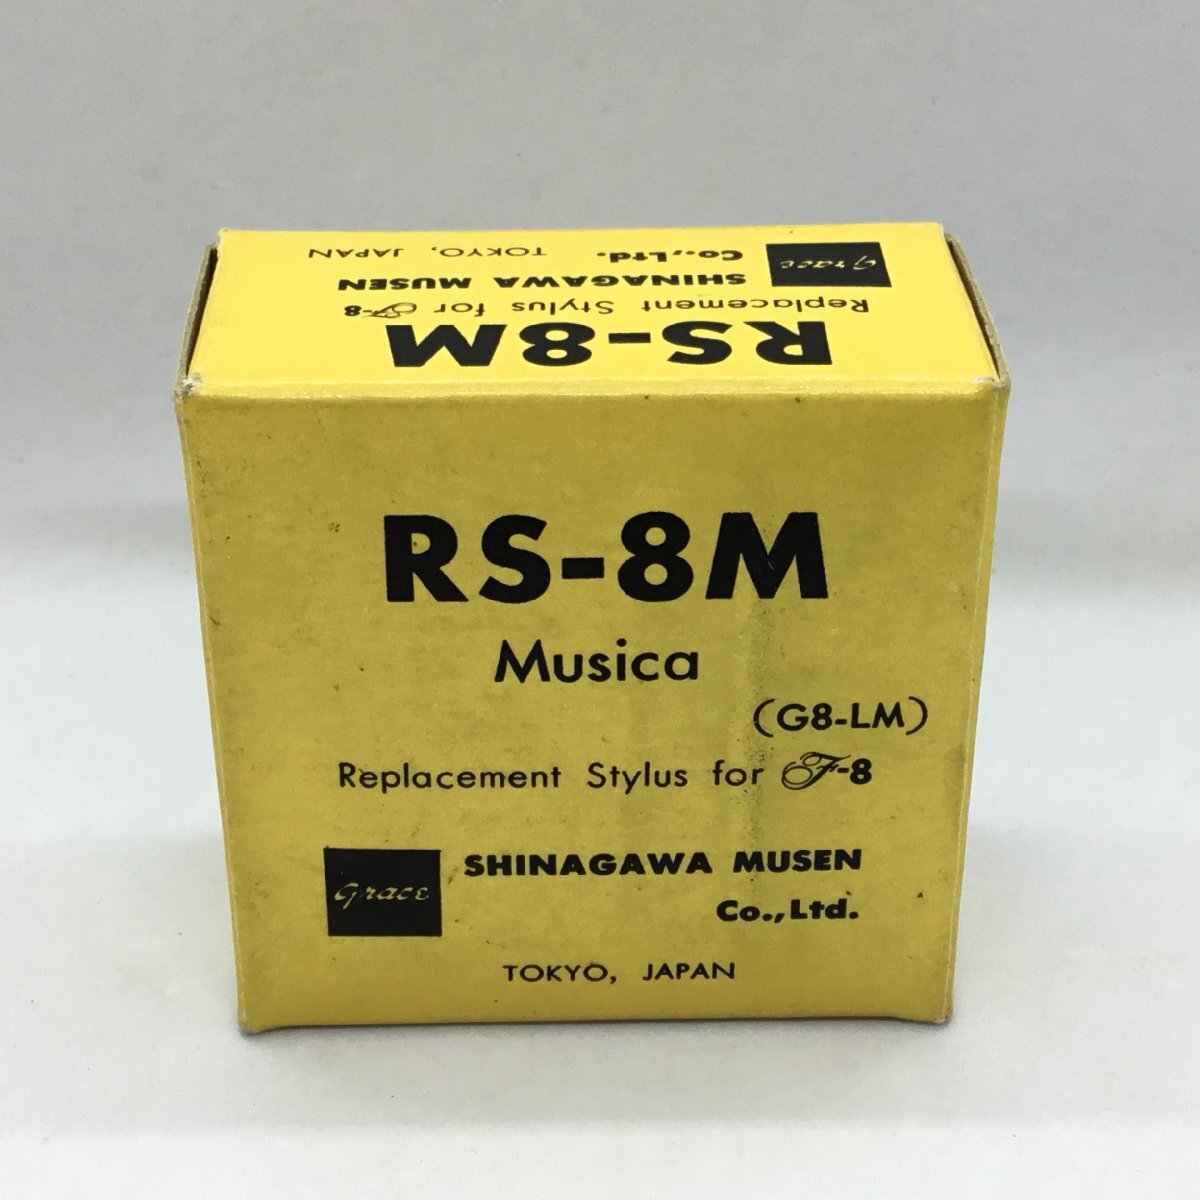 grace
Co.,Ltd. TOKYO, JAPAN
SHINAGAWA MUSEN
Replacement Stylus for F-8
RS-8M
RS-8M
Musica
(G8-LM)
Replacement Stylus for F-8
grace
SHINAGAWA MUSEN
Co.,Ltd.
TOKYO, JAPAN